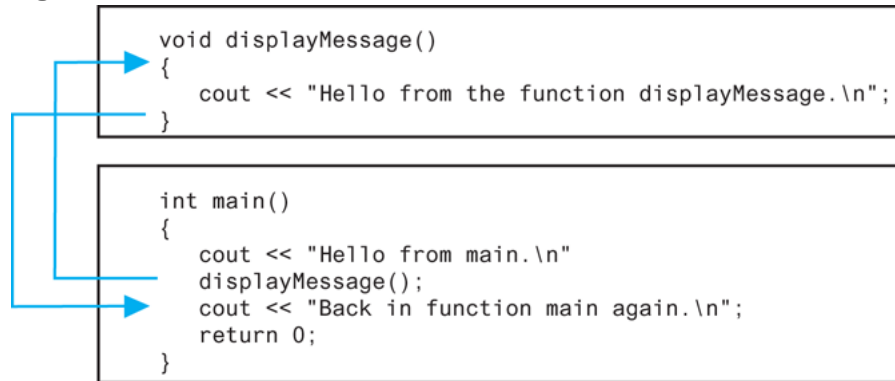 void displayMessage()
{
cout << "Hello from the function displayMessage.\n";
}
int main()
{
cout << "Hello from main.\n"
displayMessage();
cout << "Back in function main again.\n";
return 0;
}